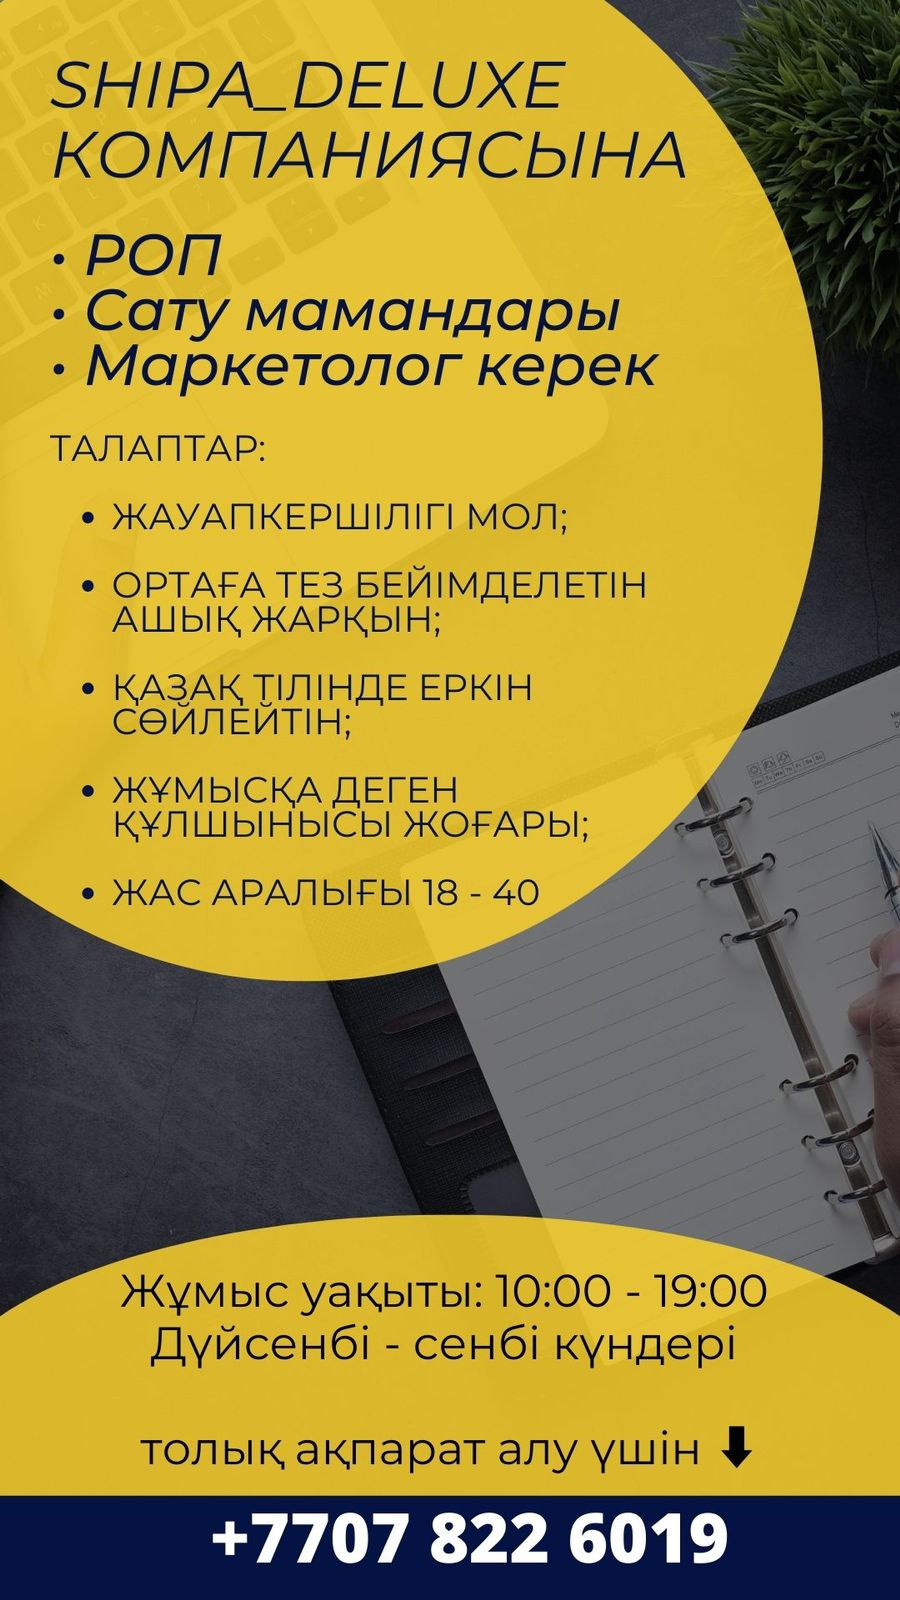 SHIPA_DELUXE
КОМПАНИЯСЫНА
• РОП
• Сату мамандары
• Маркетолог керек
ТАЛАПТАР:
• ЖАУАПКЕРШІЛІГІ МОЛ;
• ОРТАҒА ТЕЗ БЕЙІМДЕЛЕТІН
АШЫҚ ЖАРҚЫН;
• ҚАЗАҚ ТІЛІНДЕ ЕРКІН
СӨЙЛЕЙТІН;
• ЖҰМЫСҚА ДЕГЕН
ҚҰЛШЫНЫСЫ ЖОҒАРЫ;
• ЖАС АРАЛЫҒЫ 18 - 40
Жұмыс уақыты: 10:00 - 19:00
Дүйсенбі - сенбі күндері
толық ақпарат алу үшін
+7707 822 6019